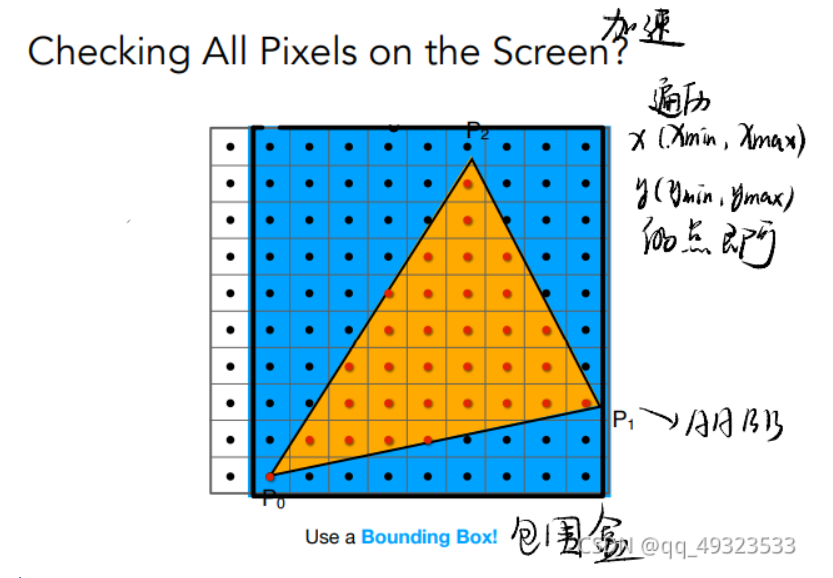 Checking All Pixels on the Screen?
加速
遍历
x (xmin, xmax)
y (ymin, ymax)
的点即可
P2
P1 → AABB
P0
Use a Bounding Box! 包围盒
CSDN @qq_49323533